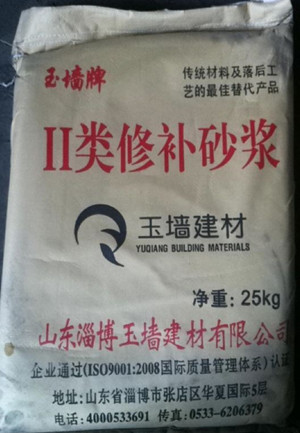 玉墙牌
传统材料及落后工
艺的最佳替代产品
II类修补砂浆
玉墙建材
YUQIANG BUILDING MATERIALS
净重：25kg
山东淄博玉墙建材有限公司
企业通过(ISO9001:2008国际质量管理体系)认证
地址：山东省淄博市张店区华夏国际5层
电话：4000533691 传真：0533-6206379